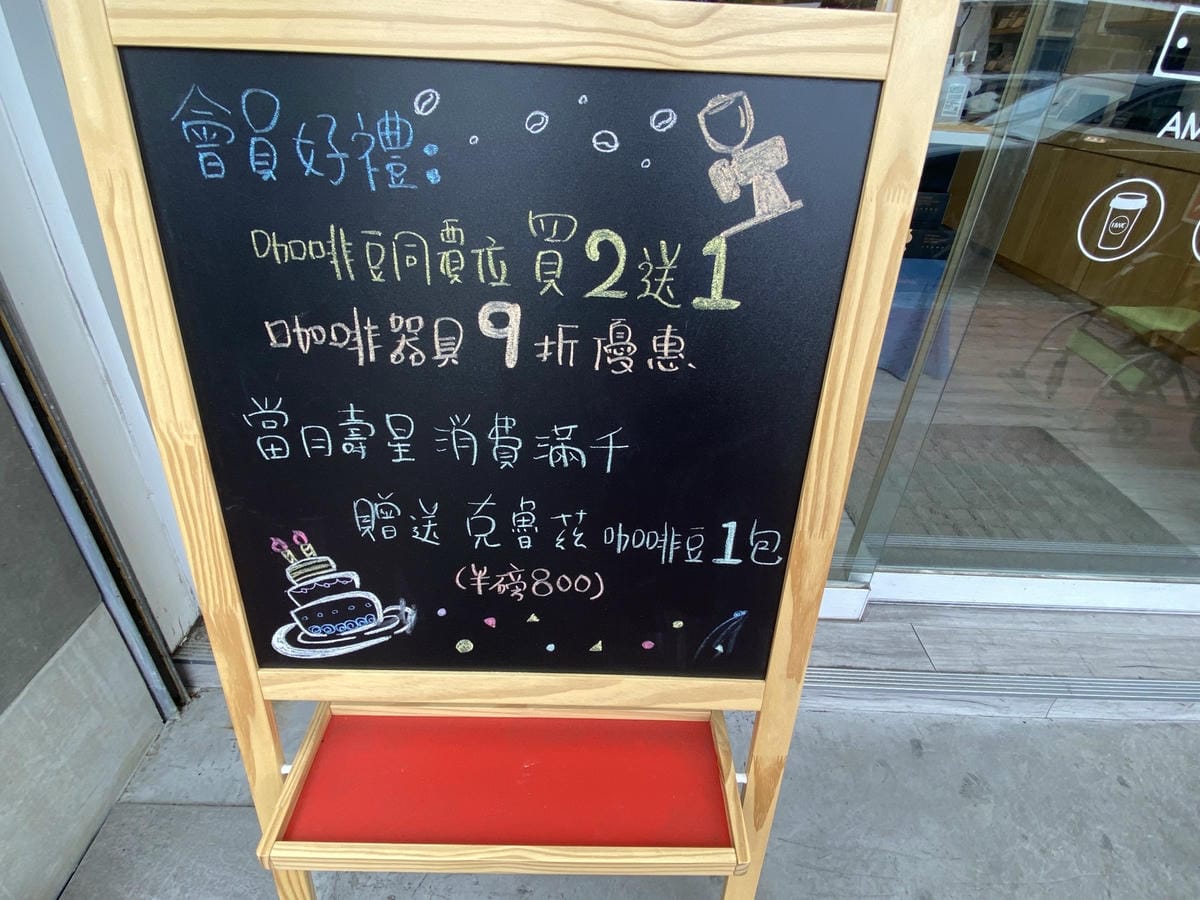 會員好禮:
咖啡豆同價位 買2送1
咖啡器具9折優惠
當月壽星 消費滿千
贈送 克魯茲 咖啡豆1包
(半磅800)
AM